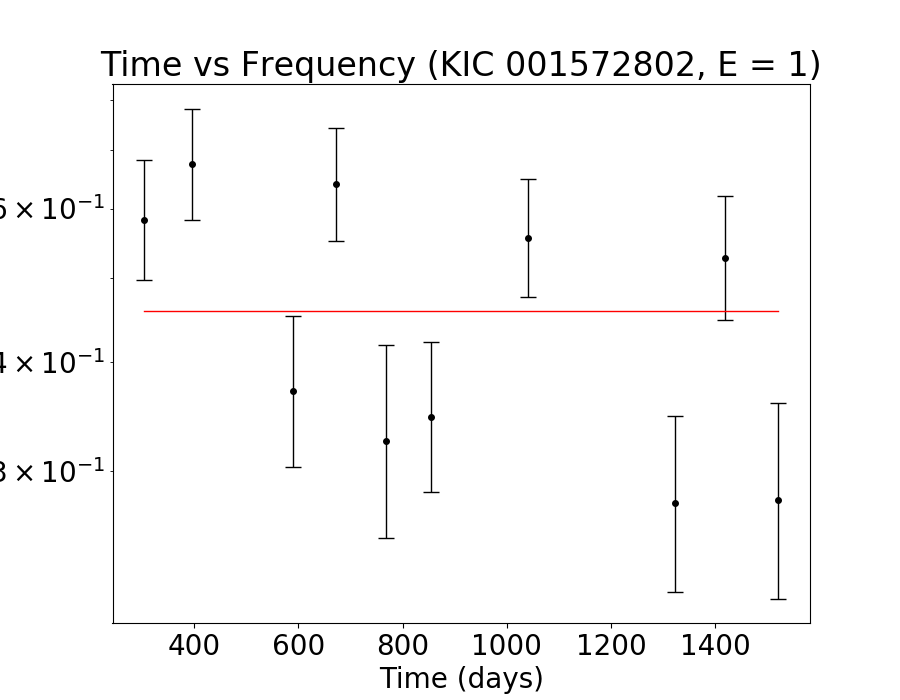 Time vs Frequency (KIC 001572802, E = 1)
6 × 10⁻¹
4 × 10⁻¹
3 × 10⁻¹
400 600 800 1000 1200 1400
Time (days)